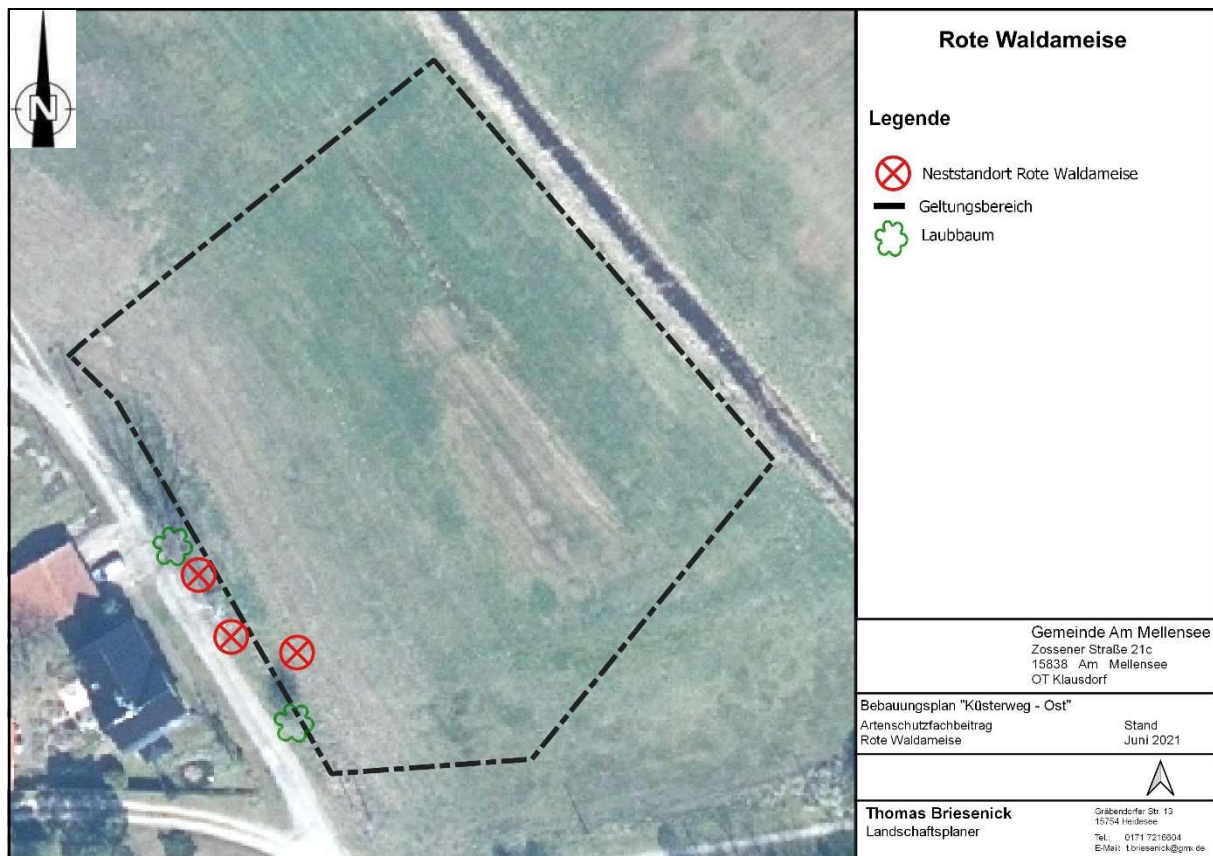 N
Rote Waldameise
Legende
Neststandort Rote Waldameise
Geltungsbereich
Laubbaum
Gemeinde Am Mellensee
Zossener Straße 21c
15838 Am Mellensee
OT Klausdorf
Bebauungsplan "Küsterweg - Ost"
Artenschutzfachbeitrag Stand
Rote Waldameise Juni 2021
Thomas Briesenick
Landschaftsplaner
Gräbendorfer Str. 13
15754 Heidesee
Tel.: 0171 7216604
E-Mail: t.briesenick@gmx.de